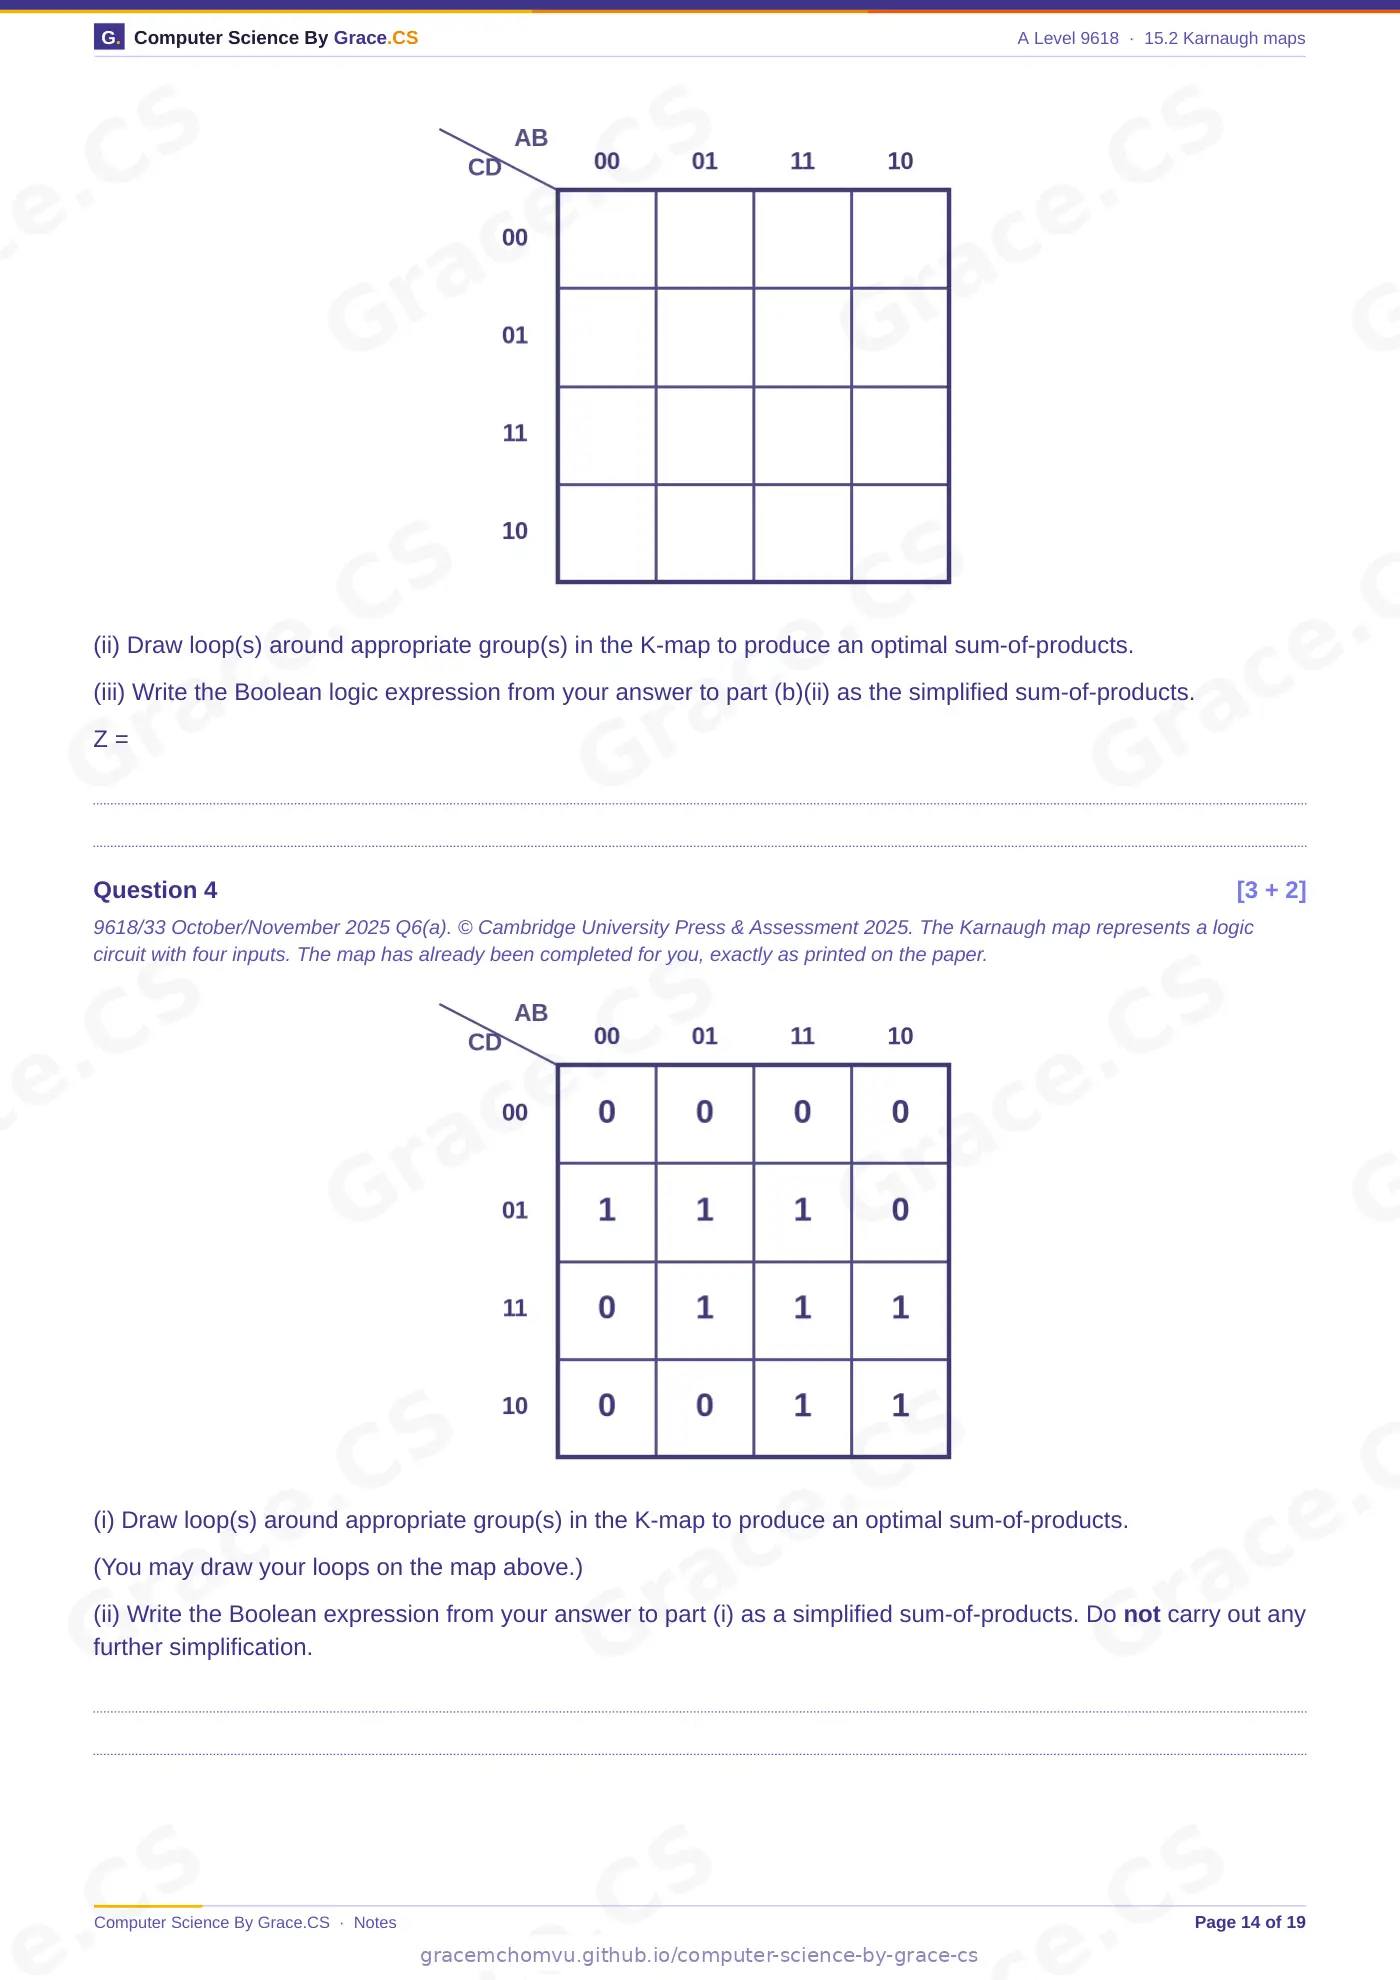 G. Computer Science By Grace.CS
A Level 9618 · 15.2 Karnaugh maps
AB
CD
00 01 11 10
00
01
11
10
(ii) Draw loop(s) around appropriate group(s) in the K-map to produce an optimal sum-of-products.
(iii) Write the Boolean logic expression from your answer to part (b)(ii) as the simplified sum-of-products.
Z =
Question 4 [3 + 2]
9618/33 October/November 2025 Q6(a). © Cambridge University Press & Assessment 2025. The Karnaugh map represents a logic
circuit with four inputs. The map has already been completed for you, exactly as printed on the paper.
AB
CD
00 01 11 10
00 0 0 0 0
01 1 1 1 0
11 0 1 1 1
10 0 0 1 1
(i) Draw loop(s) around appropriate group(s) in the K-map to produce an optimal sum-of-products.
(You may draw your loops on the map above.)
(ii) Write the Boolean expression from your answer to part (i) as a simplified sum-of-products. Do not carry out any
further simplification.
Computer Science By Grace.CS · Notes
Page 14 of 19
gracemchomvu.github.io/computer-science-by-grace-cs